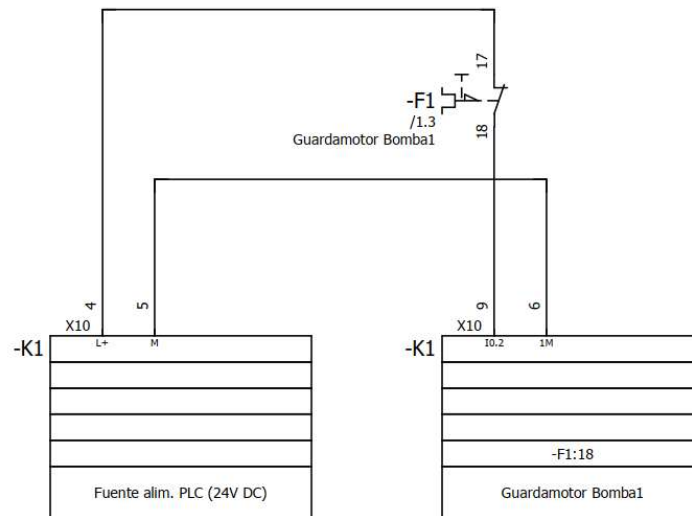 17
-F1
/1.3
18
Guardamotor Bomba1
4
5
9
6
X10
X10
-K1
L+
M
-K1
I0.2
1M
-F1:18
Fuente alim. PLC (24V DC)
Guardamotor Bomba1